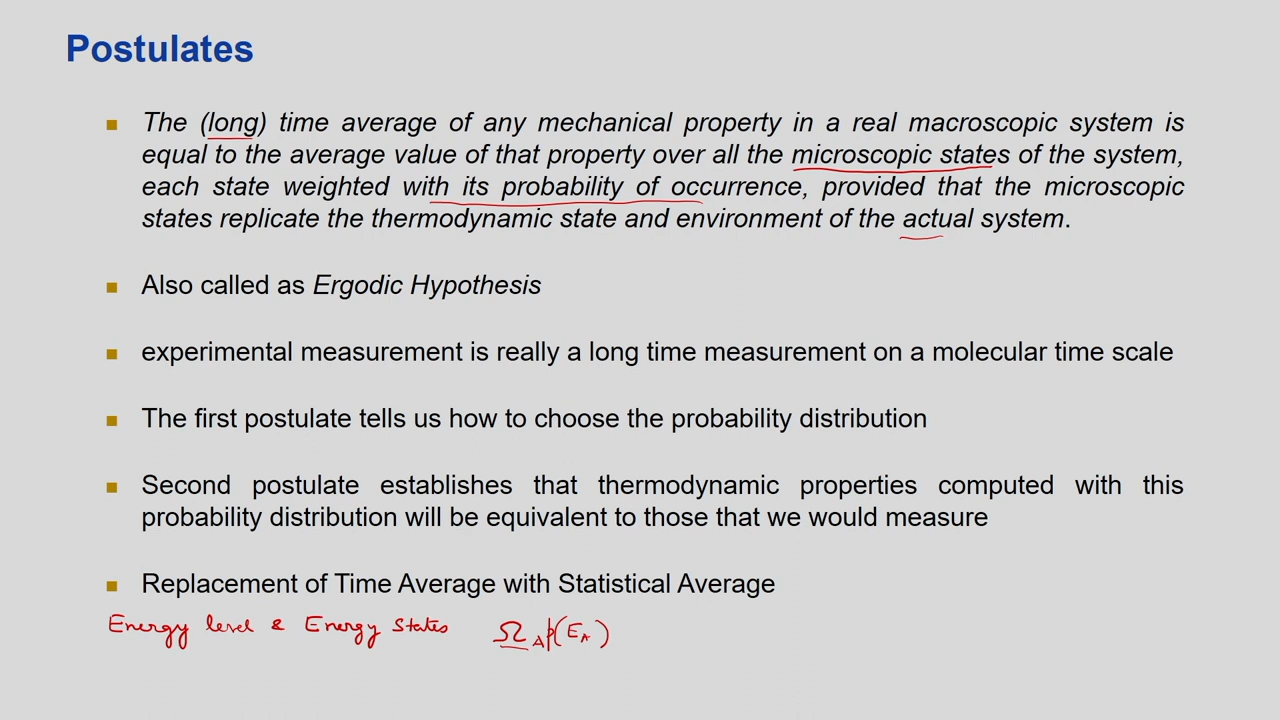 Postulates
The (long) time average of any mechanical property in a real macroscopic system is
equal to the average value of that property over all the microscopic states of the system,
each state weighted with its probability of occurrence, provided that the microscopic
states replicate the thermodynamic state and environment of the actual system.
Also called as Ergodic Hypothesis
experimental measurement is really a long time measurement on a molecular time scale
The first postulate tells us how to choose the probability distribution
Second postulate establishes that thermodynamic properties computed with this
probability distribution will be equivalent to those that we would measure
Replacement of Time Average with Statistical Average
Energy level & Energy States Ω_A p(E_A)